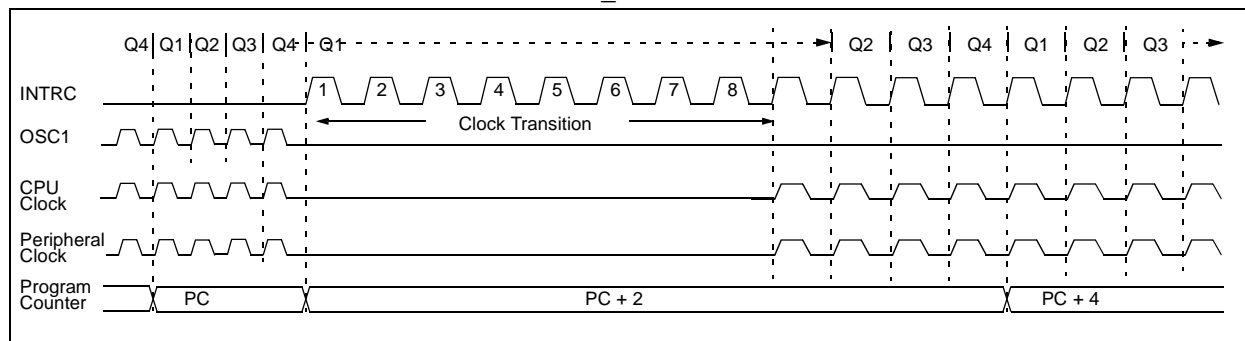 Q4 Q1 Q2 Q3 Q4 Q1 Q2 Q3 Q4 Q1 Q2 Q3
INTRC
1 2 3 4 5 6 7 8
Clock Transition
OSC1
CPU
Clock
Peripheral
Clock
Program
Counter
PC PC + 2 PC + 4